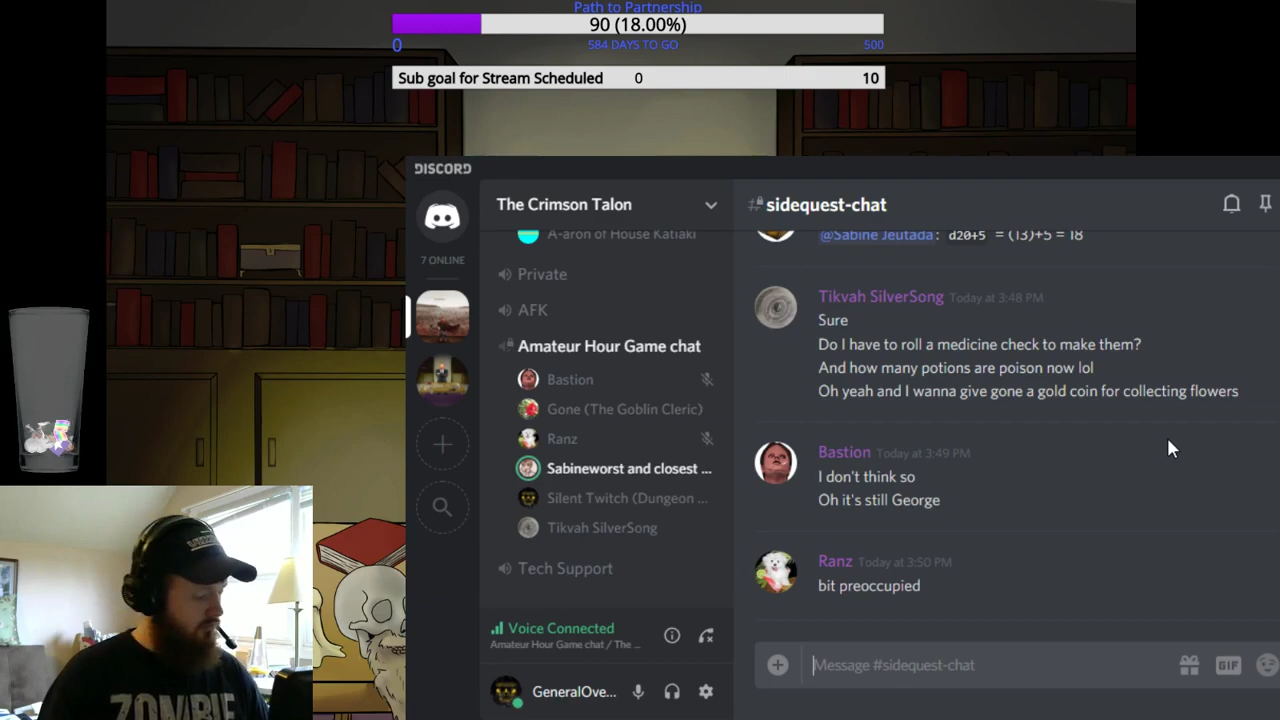 Path to Partnership
90 (18.00%)
0
584 DAYS TO GO
500
Sub goal for Stream Scheduled
0
10
DISCORD
The Crimson Talon
#sidequest-chat
A-aron of House Katiaki
@Sabine Jeutada: d20+5 = (13)+5 = 18
7 ONLINE
Private
AFK
Amateur Hour Game chat
Bastion
Gone (The Goblin Cleric)
Ranz
Sabineworst and closest ...
Silent Twitch (Dungeon ...
Tikvah SilverSong
Tech Support
Voice Connected
Amateur Hour Game chat / The ...
GeneralOve...
Tikvah SilverSong Today at 3:48 PM
Sure
Do I have to roll a medicine check to make them?
And how many potions are poison now lol
Oh yeah and I wanna give gone a gold coin for collecting flowers
Bastion Today at 3:49 PM
I don't think so
Oh it's still George
Ranz Today at 3:50 PM
bit preoccupied
Message #sidequest-chat
GIF
ZOMBIE